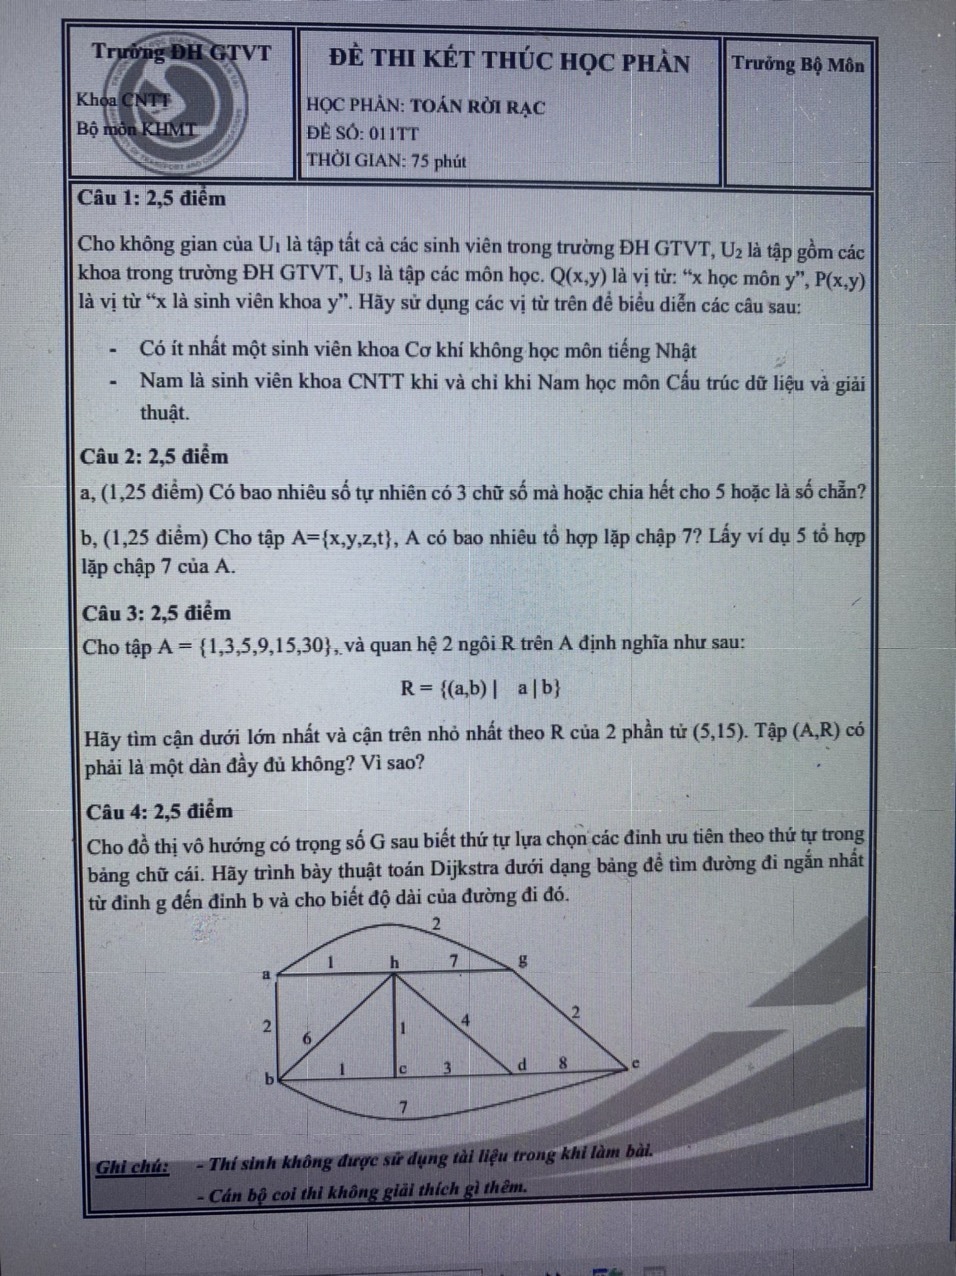 Trường ĐH GTVT
Khoa CNTT
Bộ môn KHMT
ĐỀ THI KẾT THÚC HỌC PHẦN
HỌC PHẦN: TOÁN RỜI RẠC
ĐỀ SỐ: 011TT
THỜI GIAN: 75 phút
Trưởng Bộ Môn
Câu 1: 2,5 điểm
Cho không gian của U₁ là tập tất cả các sinh viên trong trường ĐH GTVT, U₂ là tập gồm các
khoa trong trường ĐH GTVT, U₃ là tập các môn học. Q(x,y) là vị từ: “x học môn y”, P(x,y)
là vị từ “x là sinh viên khoa y”. Hãy sử dụng các vị từ trên để biểu diễn các câu sau:
- Có ít nhất một sinh viên khoa Cơ khí không học môn tiếng Nhật
- Nam là sinh viên khoa CNTT khi và chỉ khi Nam học môn Cấu trúc dữ liệu và giải
thuật.
Câu 2: 2,5 điểm
a, (1,25 điểm) Có bao nhiêu số tự nhiên có 3 chữ số mà hoặc chia hết cho 5 hoặc là số chẵn?
b, (1,25 điểm) Cho tập A={x,y,z,t}, A có bao nhiêu tổ hợp lặp chập 7? Lấy ví dụ 5 tổ hợp
lặp chập 7 của A.
Câu 3: 2,5 điểm
Cho tập A = {1,3,5,9,15,30}, và quan hệ 2 ngôi R trên A định nghĩa như sau:
R = {(a,b) | a | b}
Hãy tìm cận dưới lớn nhất và cận trên nhỏ nhất theo R của 2 phần tử (5,15). Tập (A,R) có
phải là một dàn đầy đủ không? Vì sao?
Câu 4: 2,5 điểm
Cho đồ thị vô hướng có trọng số G sau biết thứ tự lựa chọn các đỉnh ưu tiên theo thứ tự trong
bảng chữ cái. Hãy trình bày thuật toán Dijkstra dưới dạng bảng để tìm đường đi ngắn nhất
từ đỉnh g đến đỉnh b và cho biết độ dài của đường đi đó.
2
a 1 h 7 g
2 6 1 4 2
b 1 c 3 d 8 e
7
Ghi chú: - Thí sinh không được sử dụng tài liệu trong khi làm bài.
- Cán bộ coi thi không giải thích gì thêm.